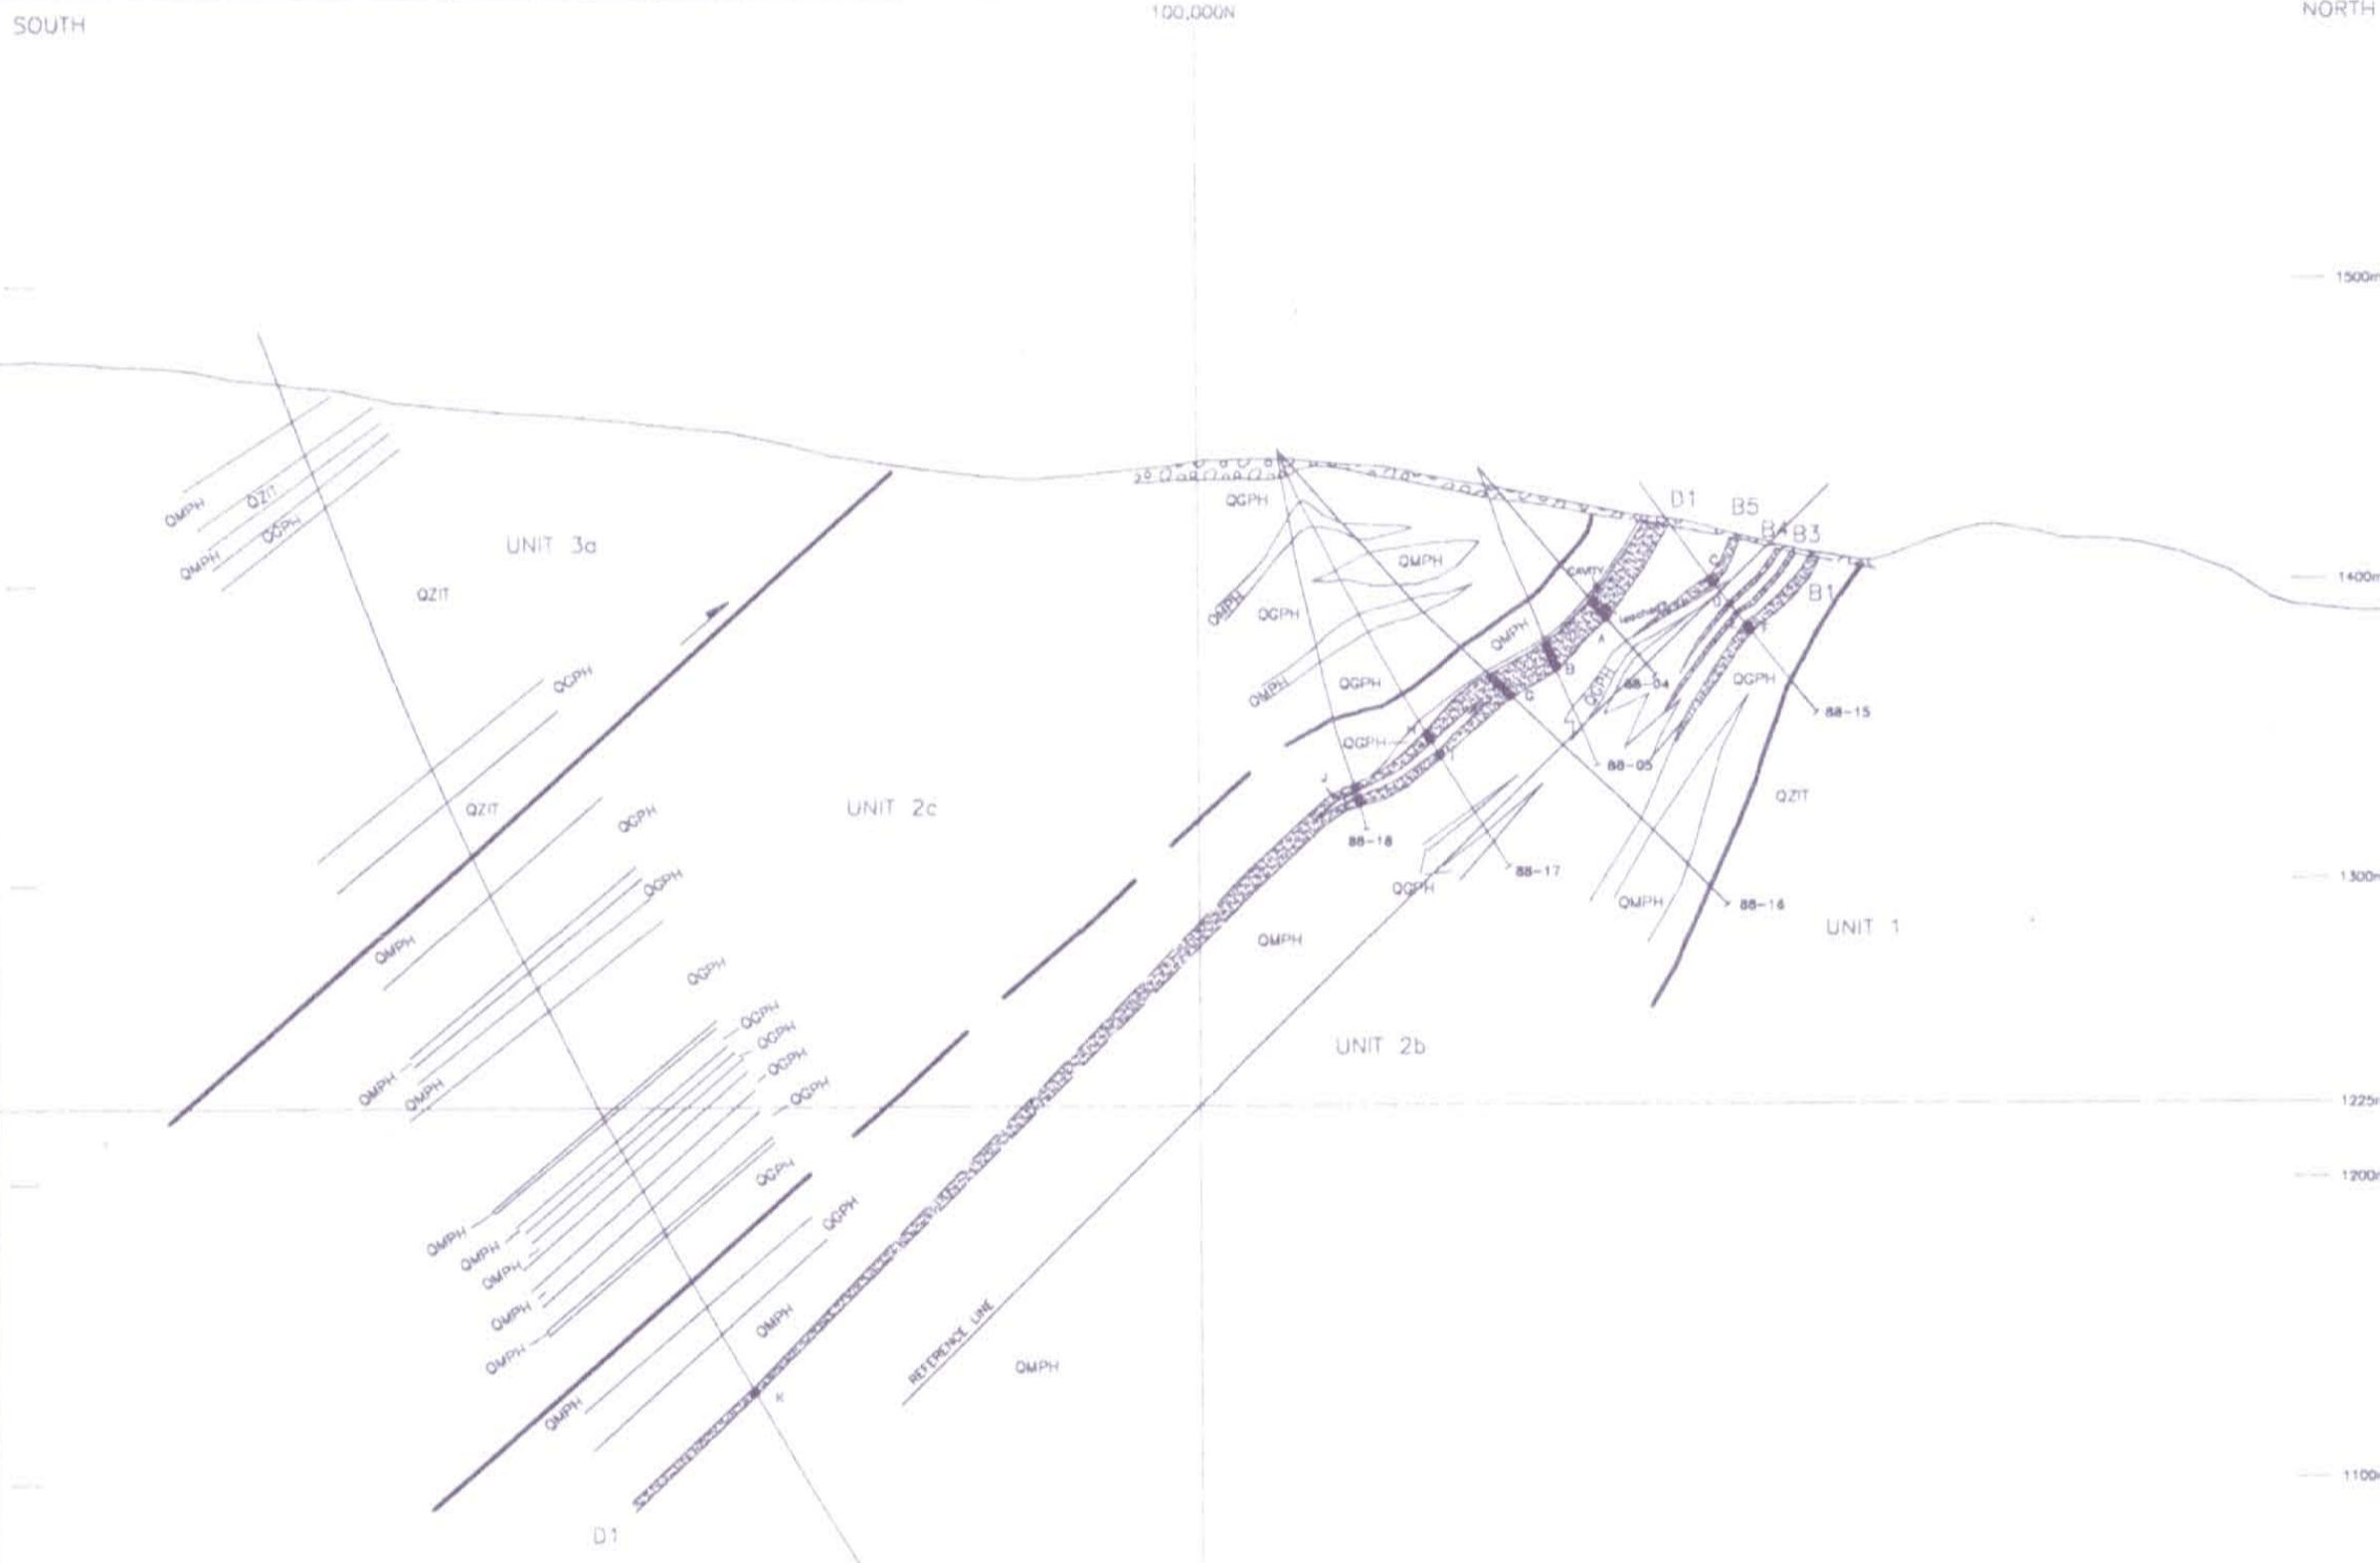 SOUTH
100,000N
NORTH
1500m
1400m
1300m
1225m
1200m
1100m
QMPH
QZIT
QMPH
QGPH
UNIT 3a
QZIT
QGPH
QZIT
QMPH
QGPH
QGPH
QMPH
QMPH
UNIT 2c
QGPH
QGPH
QGPH
QGPH
QGPH
QMPH
QMPH
QMPH
QMPH
QMPH
QGPH
QGPH
QMPH
QMPH
K
D1
REFERENCE LINE
QMPH
QGPH
QMPH
QMPH
QGPH
QMPH
QGPH
QMPH
CAVITY
D1
B5
B4
B3
B1
C
D
F
leached
A
B
G
H
I
J
QGPH
QGPH
QGPH
88-04
88-15
88-05
88-18
88-17
88-16
QGPH
QMPH
QZIT
UNIT 1
QMPH
UNIT 2b